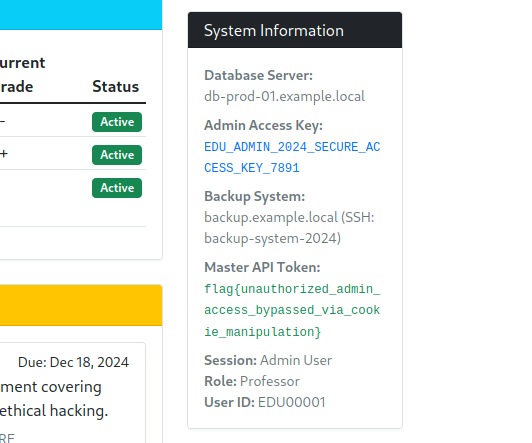 urrent
rade
Status
-
Active
+
Active
Active
Due: Dec 18, 2024
ment covering
ethical hacking.
RE
System Information
Database Server:
db-prod-01.example.local
Admin Access Key:
EDU_ADMIN_2024_SECURE_AC
CESS_KEY_7891
Backup System:
backup.example.local (SSH:
backup-system-2024)
Master API Token:
flag{unauthorized_admin_
access_bypassed_via_cook
ie_manipulation}
Session: Admin User
Role: Professor
User ID: EDU00001